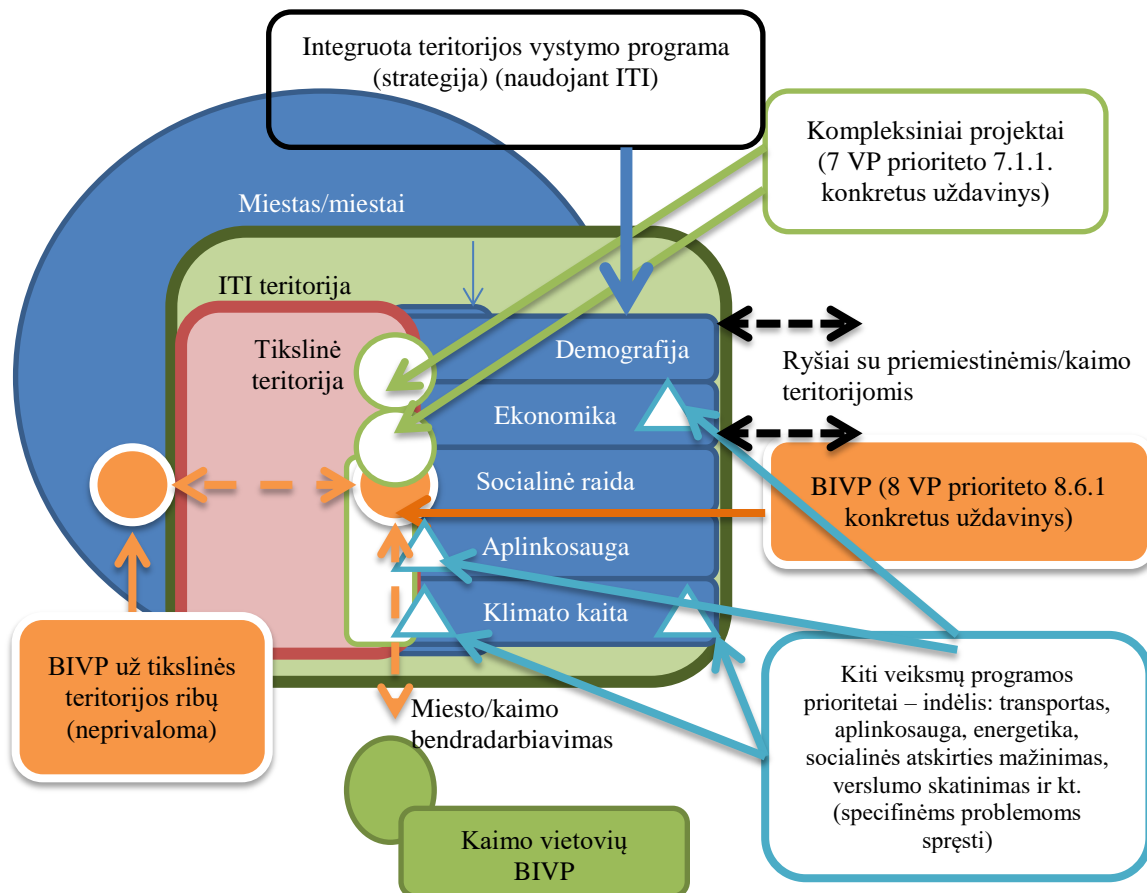 Integruota teritorijos vystymo programa
(strategija) (naudojant ITI)
Kompleksiniai projektai
(7 VP prioriteto 7.1.1.
konkretus uždavinys)
Miestas/miestai
ITI teritorija
Tikslinė
teritorija
Demografija
Ekonomika
Socialinė raida
Aplinkosauga
Klimato kaita
Ryšiai su priemiestinėmis/kaimo
teritorijomis
BIVP (8 VP prioriteto 8.6.1
konkretus uždavinys)
BIVP už tikslinės
teritorijos ribų
(neprivaloma)
Miesto/kaimo
bendradarbiavimas
Kiti veiksmų programos
prioritetai – indėlis: transportas,
aplinkosauga, energetika,
socialinės atskirties mažinimas,
verslumo skatinimas ir kt.
(specifinėms problemoms
spręsti)
Kaimo vietovių
BIVP